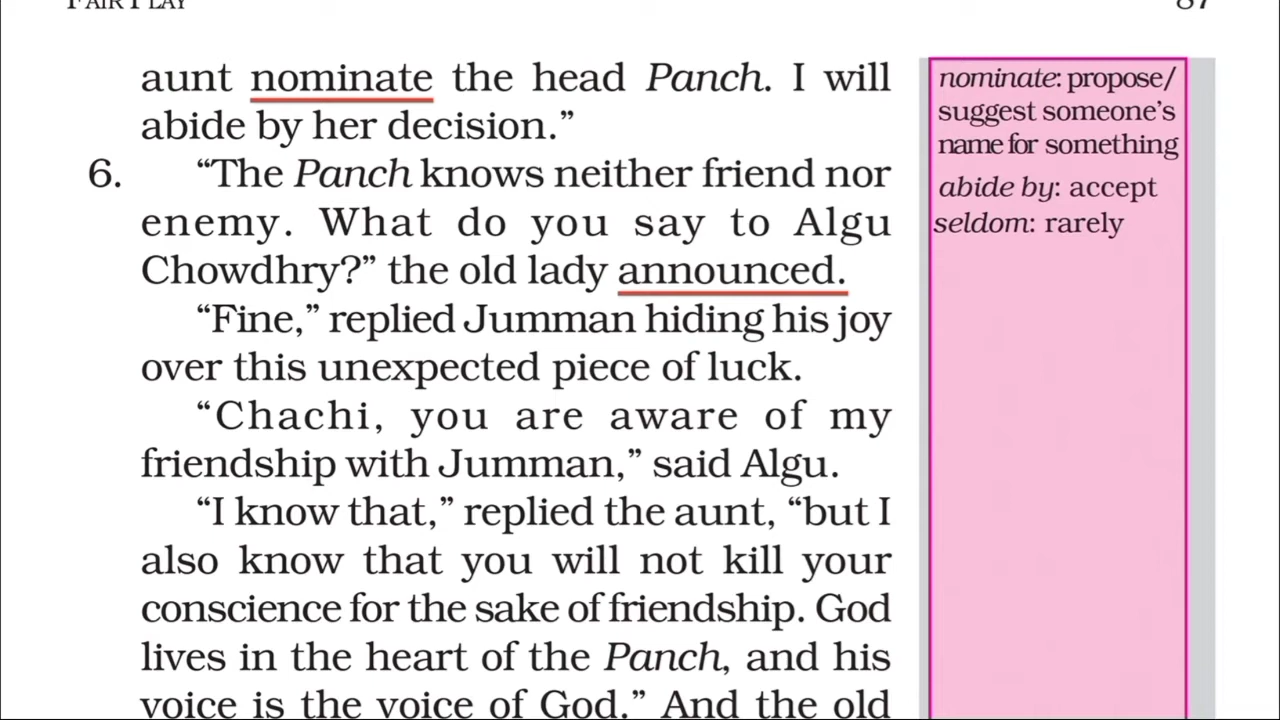 FAIR PLAY
87
aunt nominate the head Panch. I will
abide by her decision.”
6. “The Panch knows neither friend nor
enemy. What do you say to Algu
Chowdhry?” the old lady announced.
“Fine,” replied Jumman hiding his joy
over this unexpected piece of luck.
“Chachi, you are aware of my
friendship with Jumman,” said Algu.
“I know that,” replied the aunt, “but I
also know that you will not kill your
conscience for the sake of friendship. God
lives in the heart of the Panch, and his
voice is the voice of God.” And the old
nominate: propose/
suggest someone’s
name for something
abide by: accept
seldom: rarely